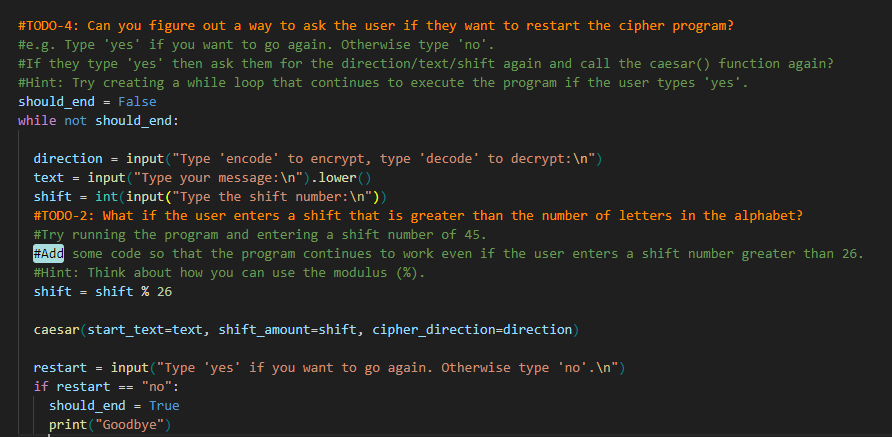 #TODO-4: Can you figure out a way to ask the user if they want to restart the cipher program?
#e.g. Type 'yes' if you want to go again. Otherwise type 'no'.
#If they type 'yes' then ask them for the direction/text/shift again and call the caesar() function again?
#Hint: Try creating a while loop that continues to execute the program if the user types 'yes'.
should_end = False
while not should_end:
direction = input("Type 'encode' to encrypt, type 'decode' to decrypt:\n")
text = input("Type your message:\n").lower()
shift = int(input("Type the shift number:\n"))
#TODO-2: What if the user enters a shift that is greater than the number of letters in the alphabet?
#Try running the program and entering a shift number of 45.
#Add some code so that the program continues to work even if the user enters a shift number greater than 26.
#Hint: Think about how you can use the modulus (%).
shift = shift % 26
caesar(start_text=text, shift_amount=shift, cipher_direction=direction)
restart = input("Type 'yes' if you want to go again. Otherwise type 'no'.\n")
if restart == "no":
should_end = True
print("Goodbye")